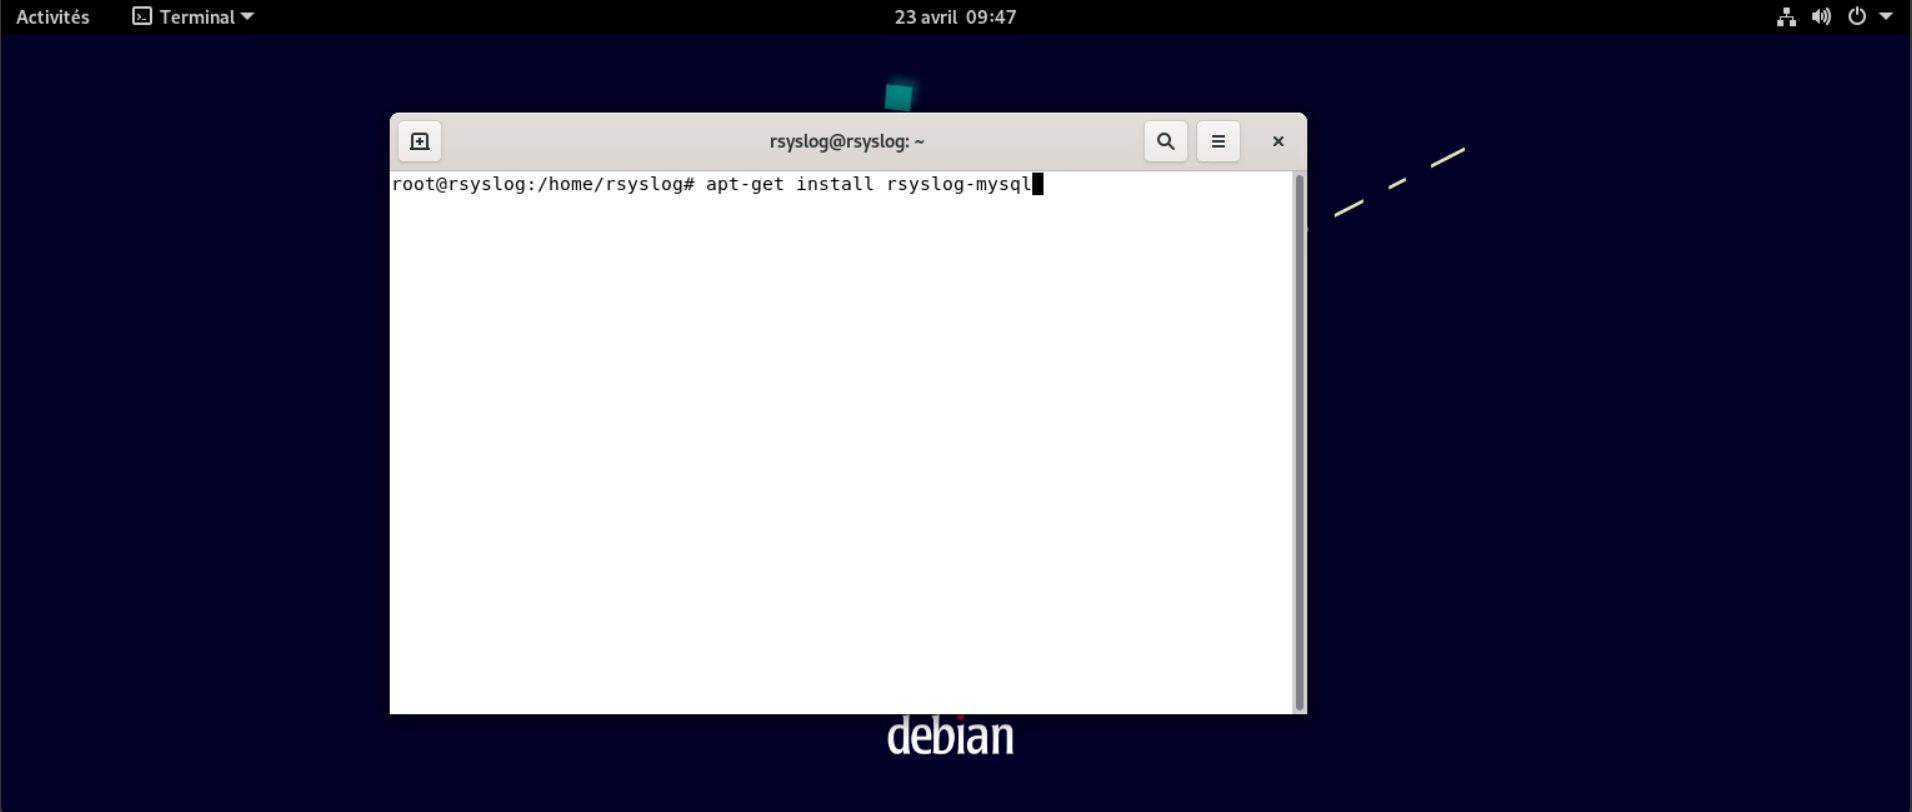 Activités Terminal 23 avril 09:47
rsyslog@rsyslog: ~
root@rsyslog:/home/rsyslog# apt-get install rsyslog-mysql
debian